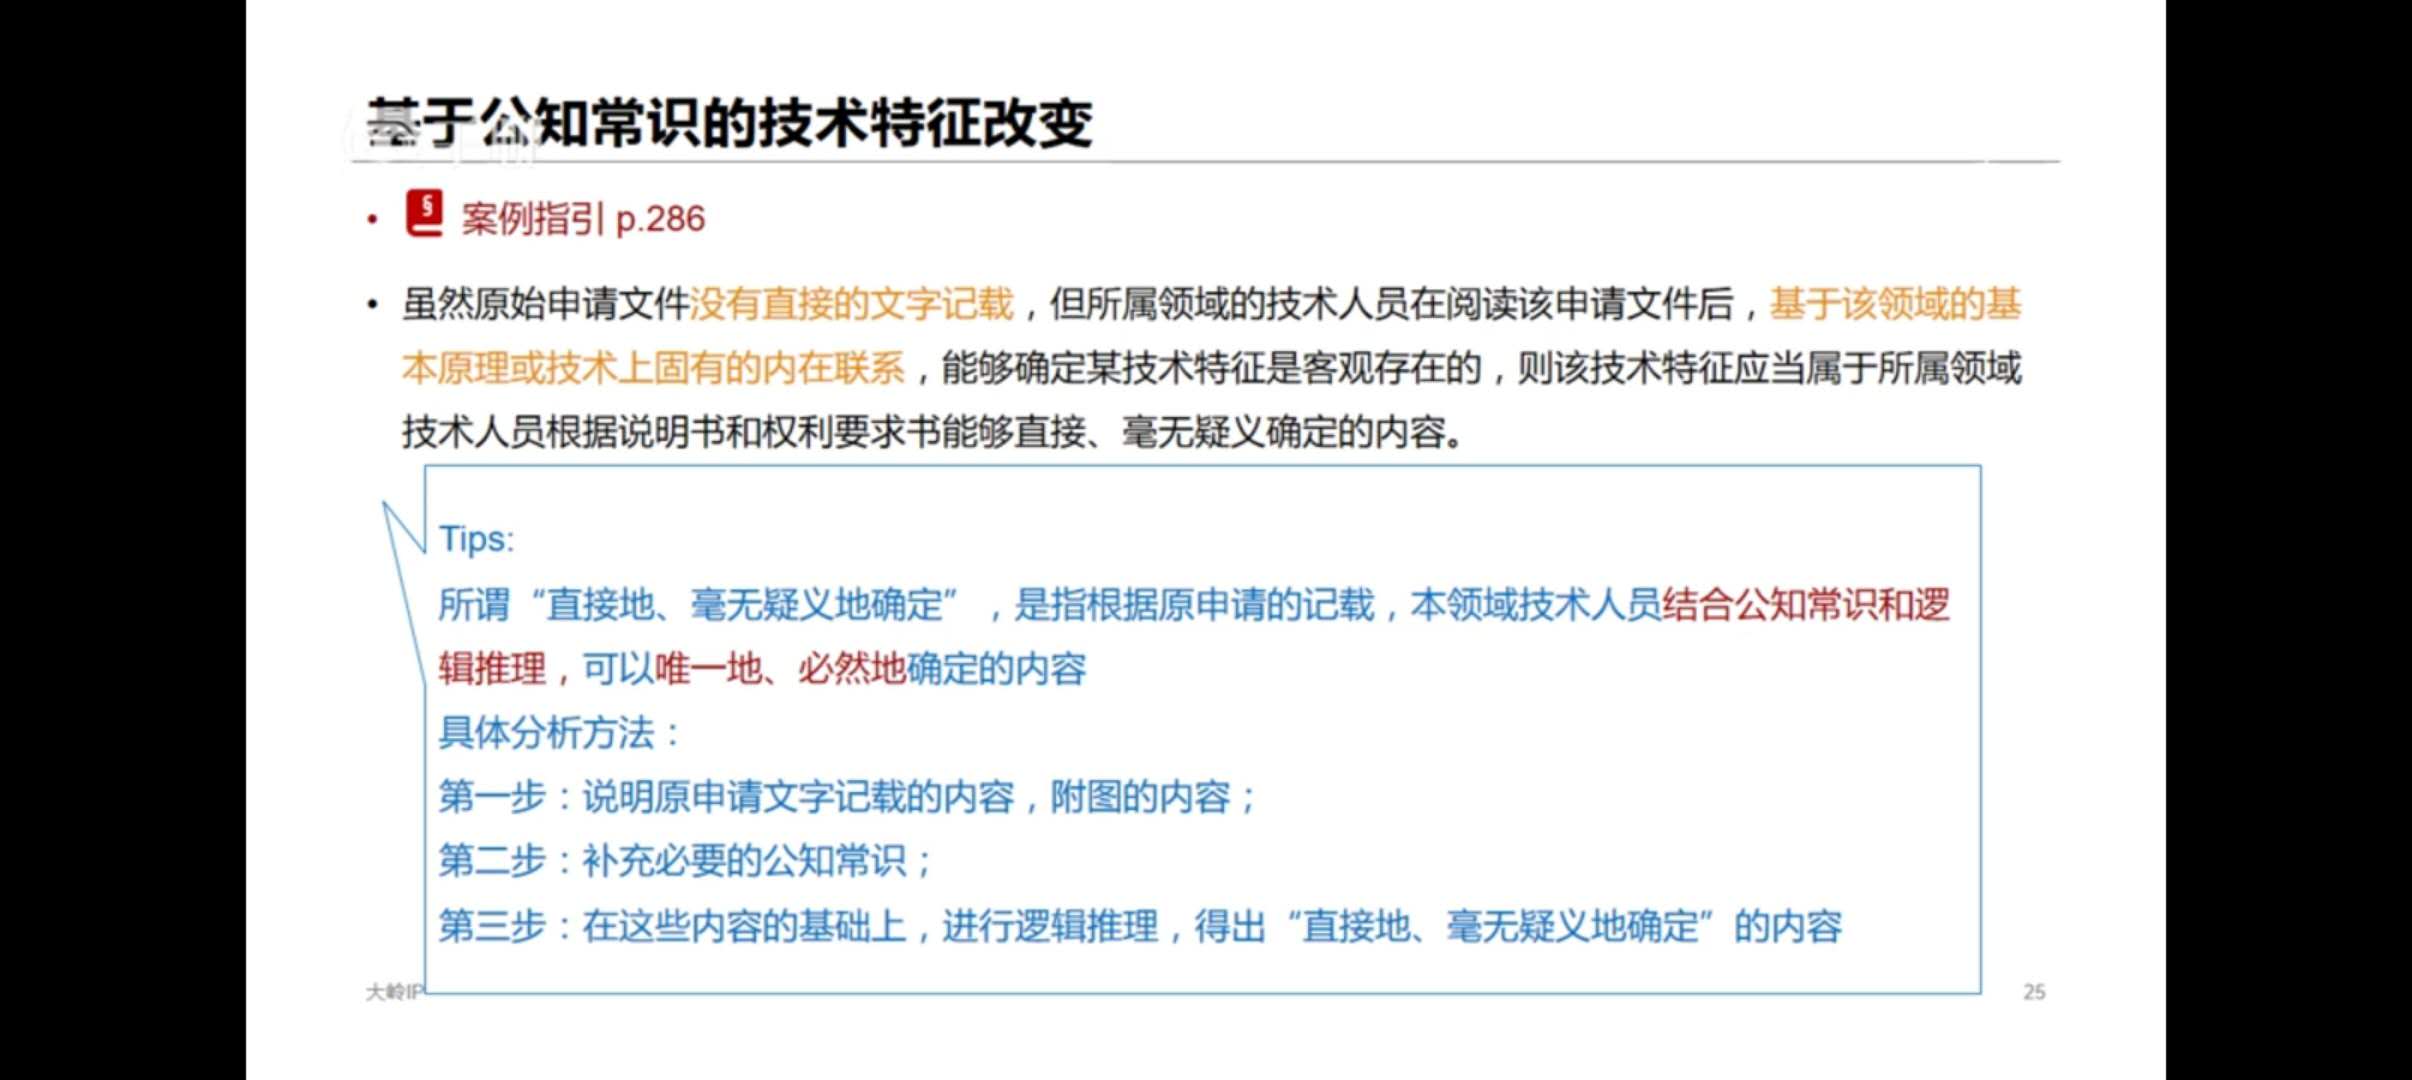 基于公知常识的技术特征改变
• § 案例指引 p.286
• 虽然原始申请文件没有直接的文字记载，但所属领域的技术人员在阅读该申请文件后，基于该领域的基
本原理或技术上固有的内在联系，能够确定某技术特征是客观存在的，则该技术特征应当属于所属领域
技术人员根据说明书和权利要求书能够直接、毫无疑义确定的内容。
Tips:
所谓“直接地、毫无疑义地确定”，是指根据原申请的记载，本领域技术人员结合公知常识和逻
辑推理，可以唯一地、必然地确定的内容
具体分析方法：
第一步：说明原申请文字记载的内容，附图的内容；
第二步：补充必要的公知常识；
第三步：在这些内容的基础上，进行逻辑推理，得出“直接地、毫无疑义地确定”的内容
大岭IP
25